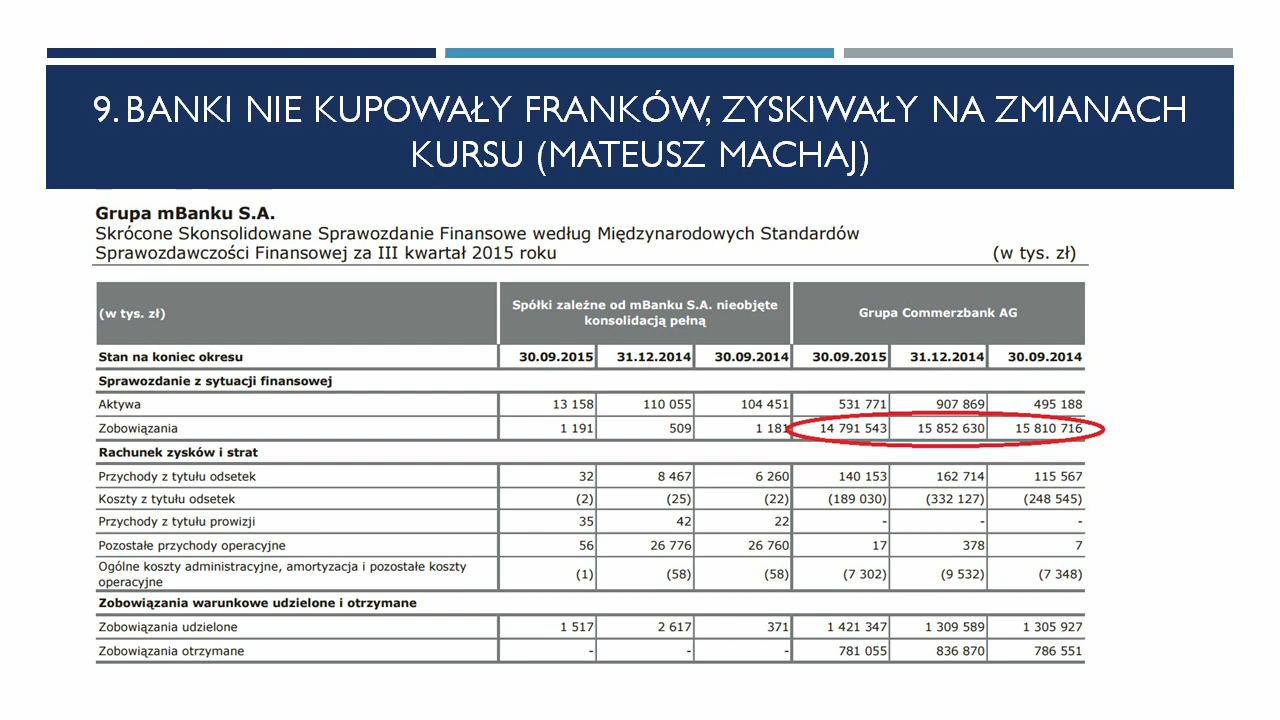 9. BANKI NIE KUPOWAŁY FRANKÓW, ZYSKIWAŁY NA ZMIANACH
KURSU (MATEUSZ MACHAJ)
Grupa mBanku S.A.
Skrócone Skonsolidowane Sprawozdanie Finansowe według Międzynarodowych Standardów
Sprawozdawczości Finansowej za III kwartał 2015 roku (w tys. zł)
(w tys. zł) Spółki zależne od mBanku S.A. nieobjęte konsolidacją pełną Grupa Commerzbank AG
Stan na koniec okresu 30.09.2015 31.12.2014 30.09.2014 30.09.2015 31.12.2014 30.09.2014
Sprawozdanie z sytuacji finansowej
Aktywa 13 158 110 055 104 451 531 771 907 869 495 188
Zobowiązania 1 191 509 1 181 14 791 543 15 852 630 15 810 716
Rachunek zysków i strat
Przychody z tytułu odsetek 32 8 467 6 260 140 153 162 714 115 567
Koszty z tytułu odsetek (2) (25) (22) (189 030) (332 127) (248 545)
Przychody z tytułu prowizji 35 42 22 - - -
Pozostałe przychody operacyjne 56 26 776 26 760 17 378 7
Ogólne koszty administracyjne, amortyzacja i pozostałe koszty
operacyjne (1) (58) (58) (7 302) (9 532) (7 348)
Zobowiązania warunkowe udzielone i otrzymane
Zobowiązania udzielone 1 517 2 617 371 1 421 347 1 309 589 1 305 927
Zobowiązania otrzymane - - - 781 055 836 870 786 551